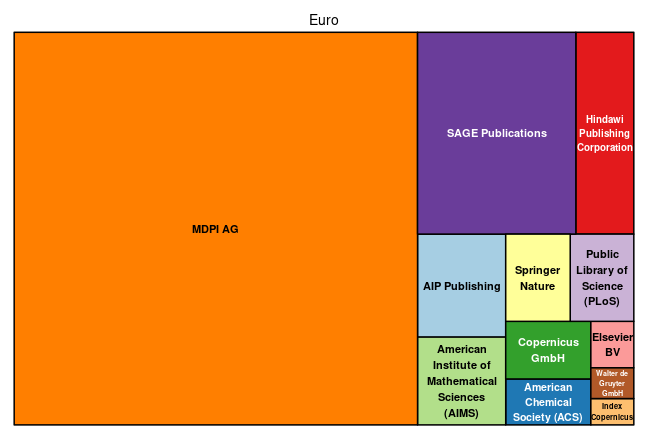 Euro
MDPI AG
SAGE Publications
Hindawi
Publishing
Corporation
AIP Publishing
Springer
Nature
Public
Library of
Science
(PLoS)
American
Institute of
Mathematical
Sciences
(AIMS)
Copernicus
GmbH
Elsevier
BV
American
Chemical
Society (ACS)
Walter de
Gruyter
GmbH
Index
Copernicus